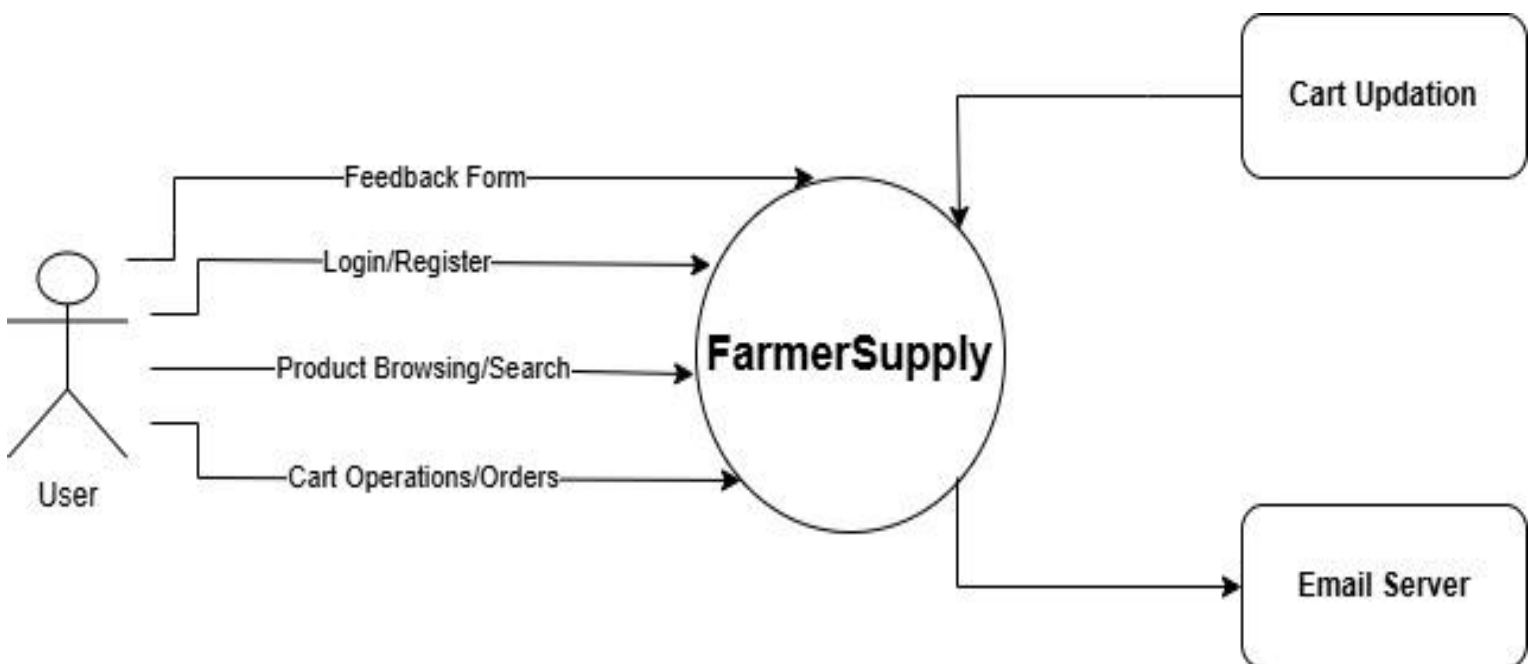 Cart Updation
Feedback Form
Login/Register
FarmerSupply
Product Browsing/Search
Cart Operations/Orders
User
Email Server